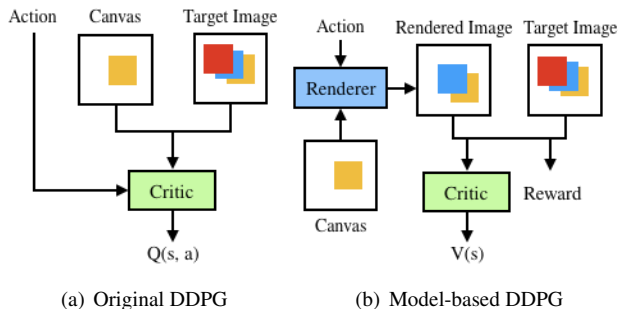 Action
Canvas
Target Image
Critic
Q(s, a)
(a) Original DDPG
Action
Rendered Image
Target Image
Renderer
Canvas
Critic
Reward
V(s)
(b) Model-based DDPG